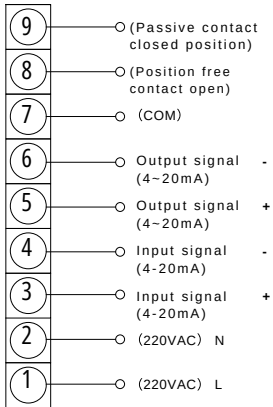 9 (Passive contact
closed position)
8 (Position free
contact open)
7 (COM)
6 Output signal -
(4~20mA)
5 Output signal +
(4~20mA)
4 Input signal -
(4-20mA)
3 Input signal +
(4-20mA)
2 (220VAC) N
1 (220VAC) L